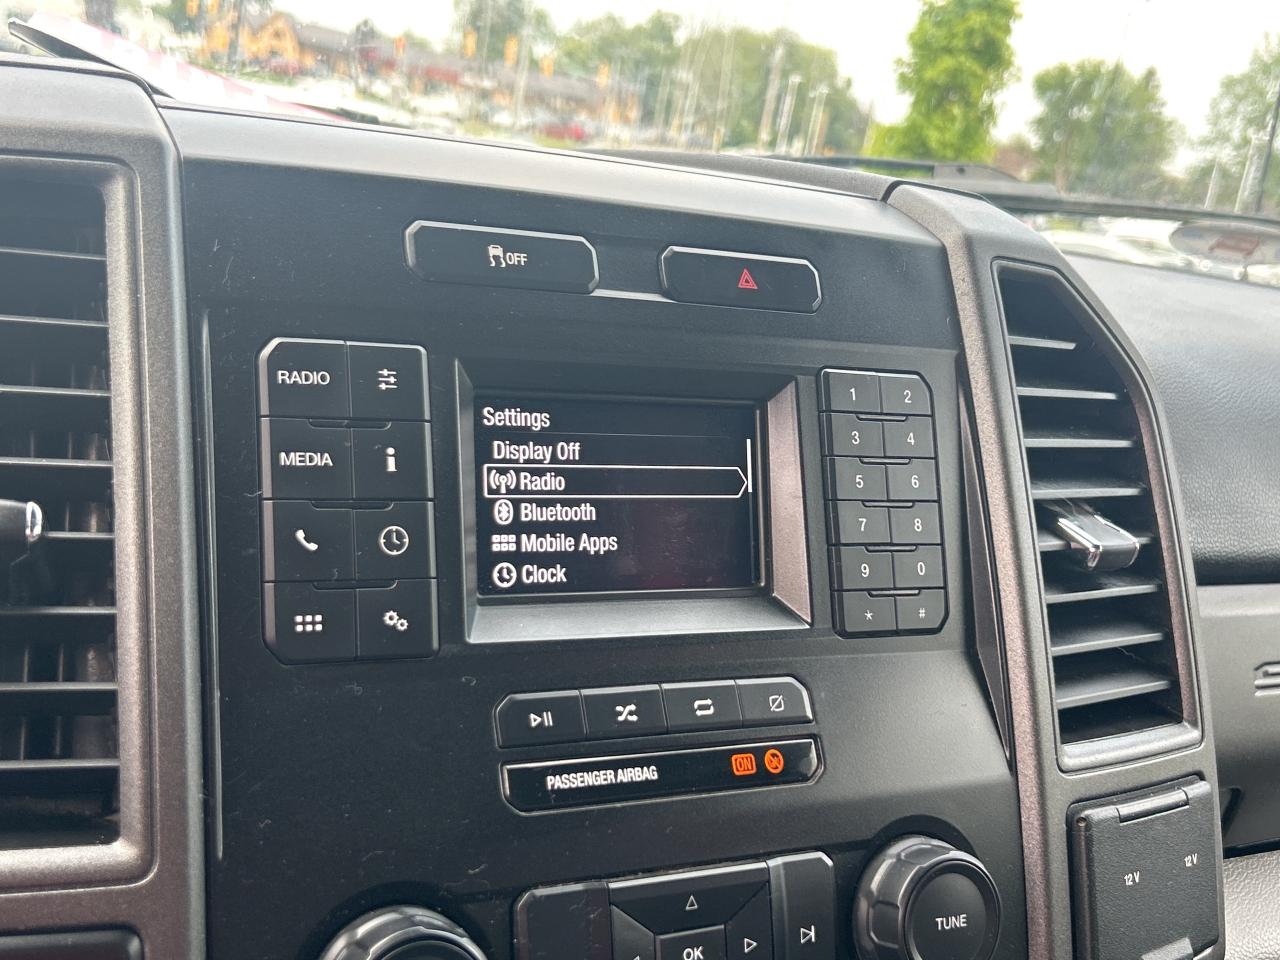 OFF
RADIO
MEDIA
Settings
Display Off
Radio
Bluetooth
Mobile Apps
Clock
1 2
3 4
5 6
7 8
9 0
* #
PASSENGER AIRBAG ON
OK
TUNE
12V 12V